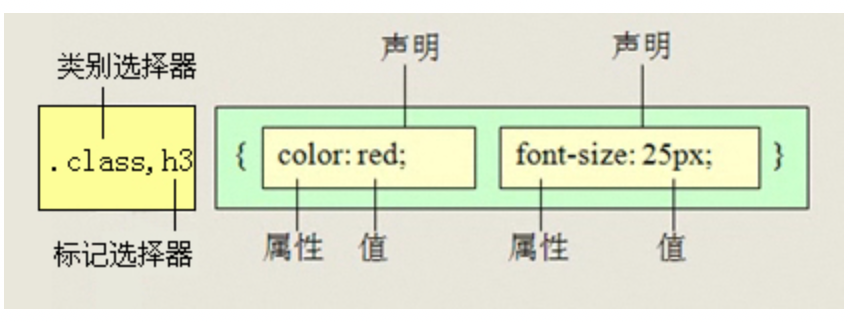 声明 声明
类别选择器
.class,h3 { color: red; font-size: 25px; }
标记选择器 属性 值 属性 值